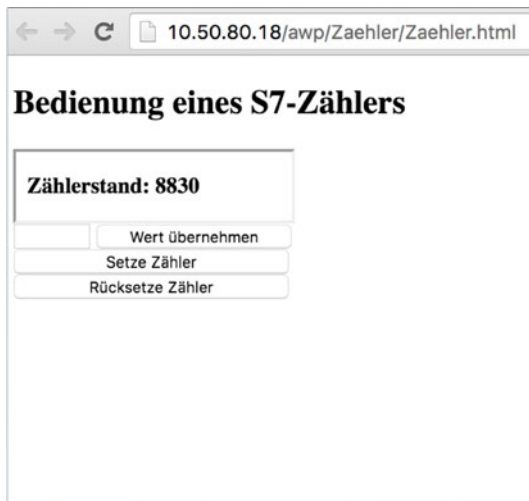 10.50.80.18/awp/Zaehler/Zaehler.html
Bedienung eines S7-Zählers
Zählerstand: 8830
Wert übernehmen
Setze Zähler
Rücksetze Zähler